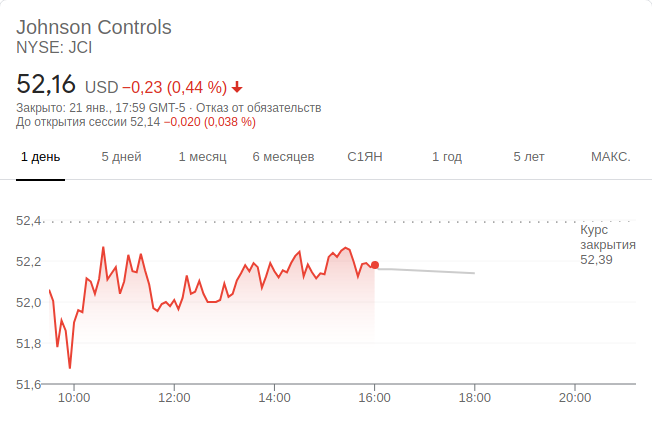 Johnson Controls
NYSE: JCI
52,16 USD −0,23 (0,44 %)
Закрыто: 21 янв., 17:59 GMT-5 · Отказ от обязательств
До открытия сессии 52,14 −0,020 (0,038 %)
1 день 5 дней 1 месяц 6 месяцев С1ЯН 1 год 5 лет МАКС.
52,4
Курс
закрытия
52,39
52,2
52,0
51,8
51,6
10:00 12:00 14:00 16:00 18:00 20:00